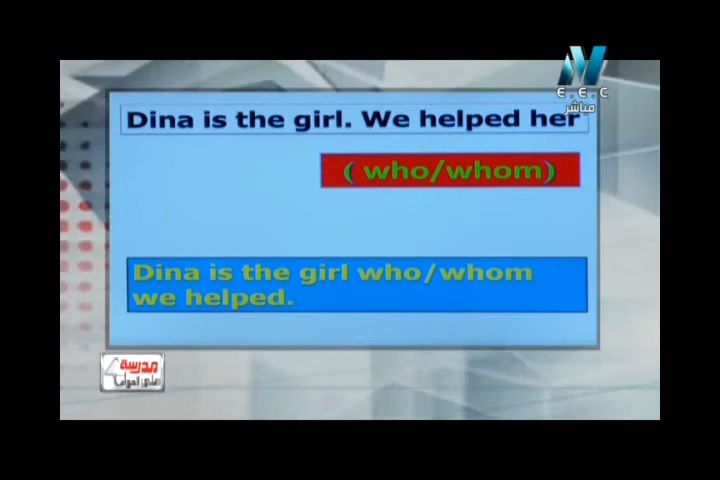 E.E.C
مباشر
Dina is the girl. We helped her
( who/whom)
Dina is the girl who/whom
we helped.
مدرسة
على الهواء